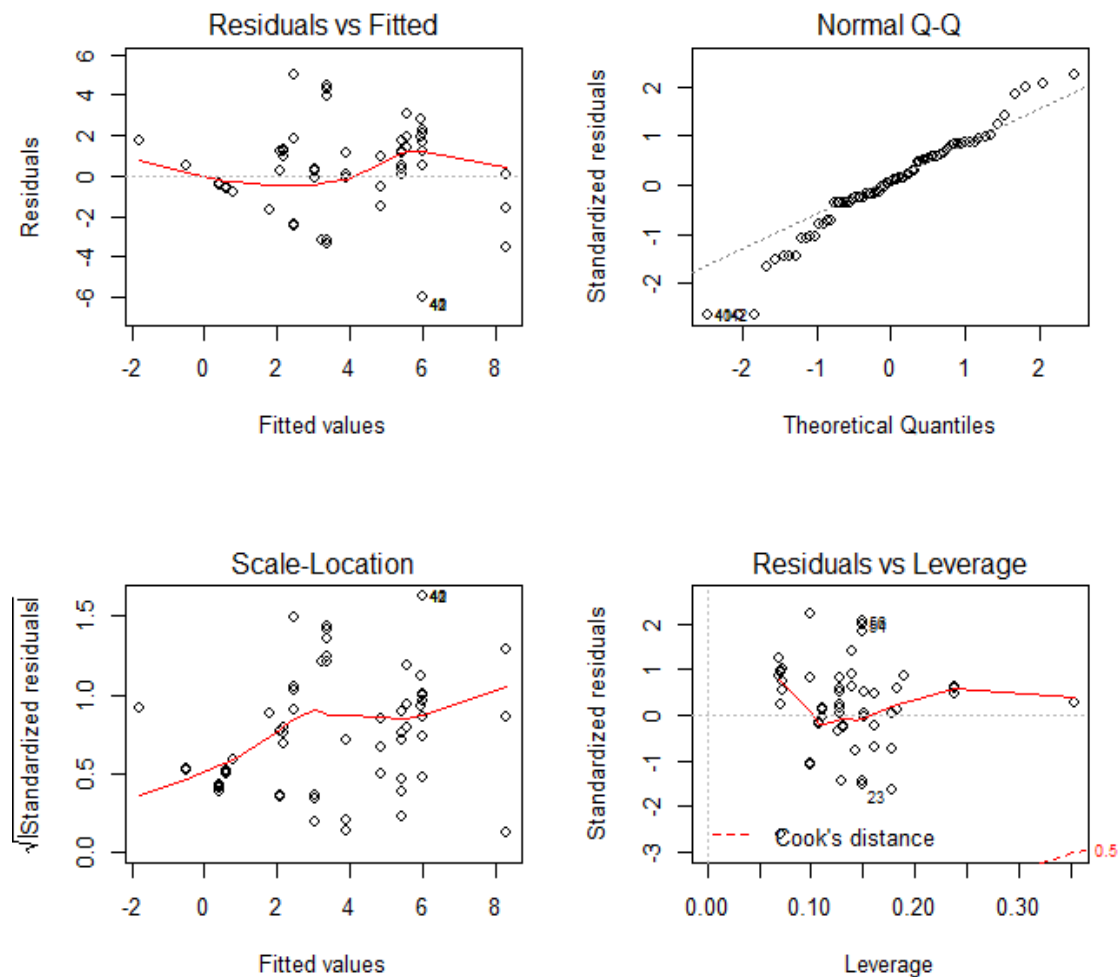 Residuals vs Fitted
Residuals
6
4
2
0
-2
-4
-6
-2 0 2 4 6 8
Fitted values
Normal Q-Q
Standardized residuals
2
1
0
-1
-2
-2 -1 0 1 2
Theoretical Quantiles
Scale-Location
√|Standardized residuals|
1.5
1.0
0.5
0.0
-2 0 2 4 6 8
Fitted values
Residuals vs Leverage
Standardized residuals
2
1
0
-1
-2
-3
23
Cook's distance
0.5
0.00 0.10 0.20 0.30
Leverage